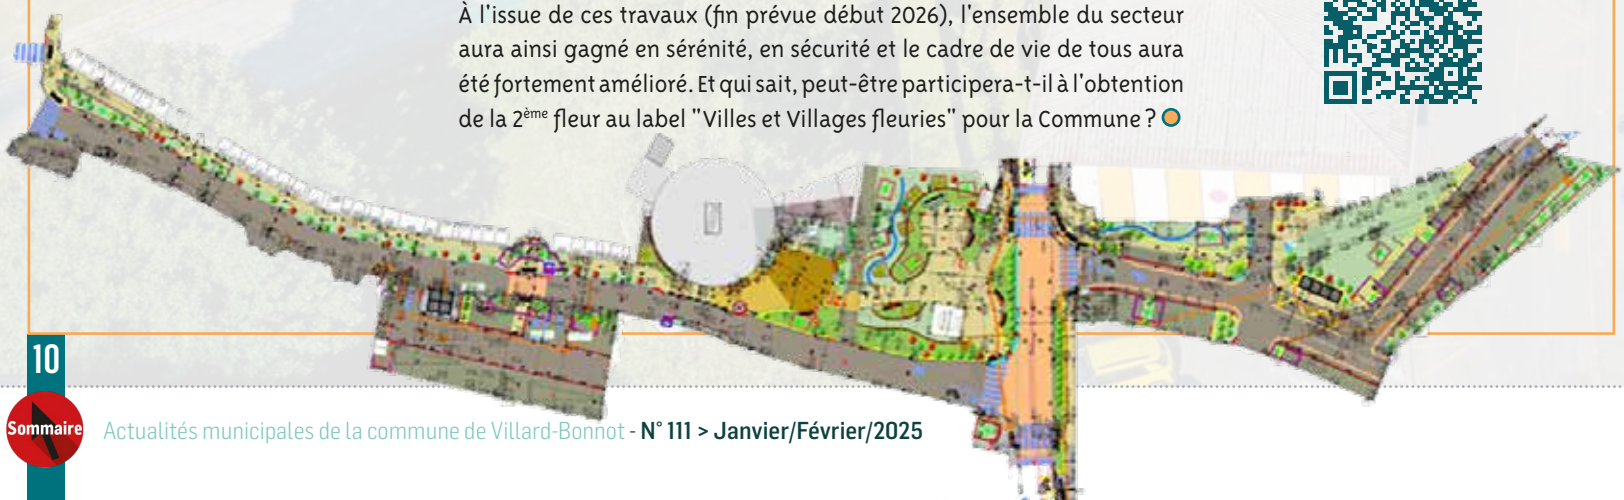 À l'issue de ces travaux (fin prévue début 2026), l'ensemble du secteur
aura ainsi gagné en sérénité, en sécurité et le cadre de vie de tous aura
été fortement amélioré. Et qui sait, peut-être participera-t-il à l'obtention
de la 2ème fleur au label "Villes et Villages fleuries" pour la Commune ?
10
Sommaire
Actualités municipales de la commune de Villard-Bonnot - N° 111 > Janvier/Février/2025